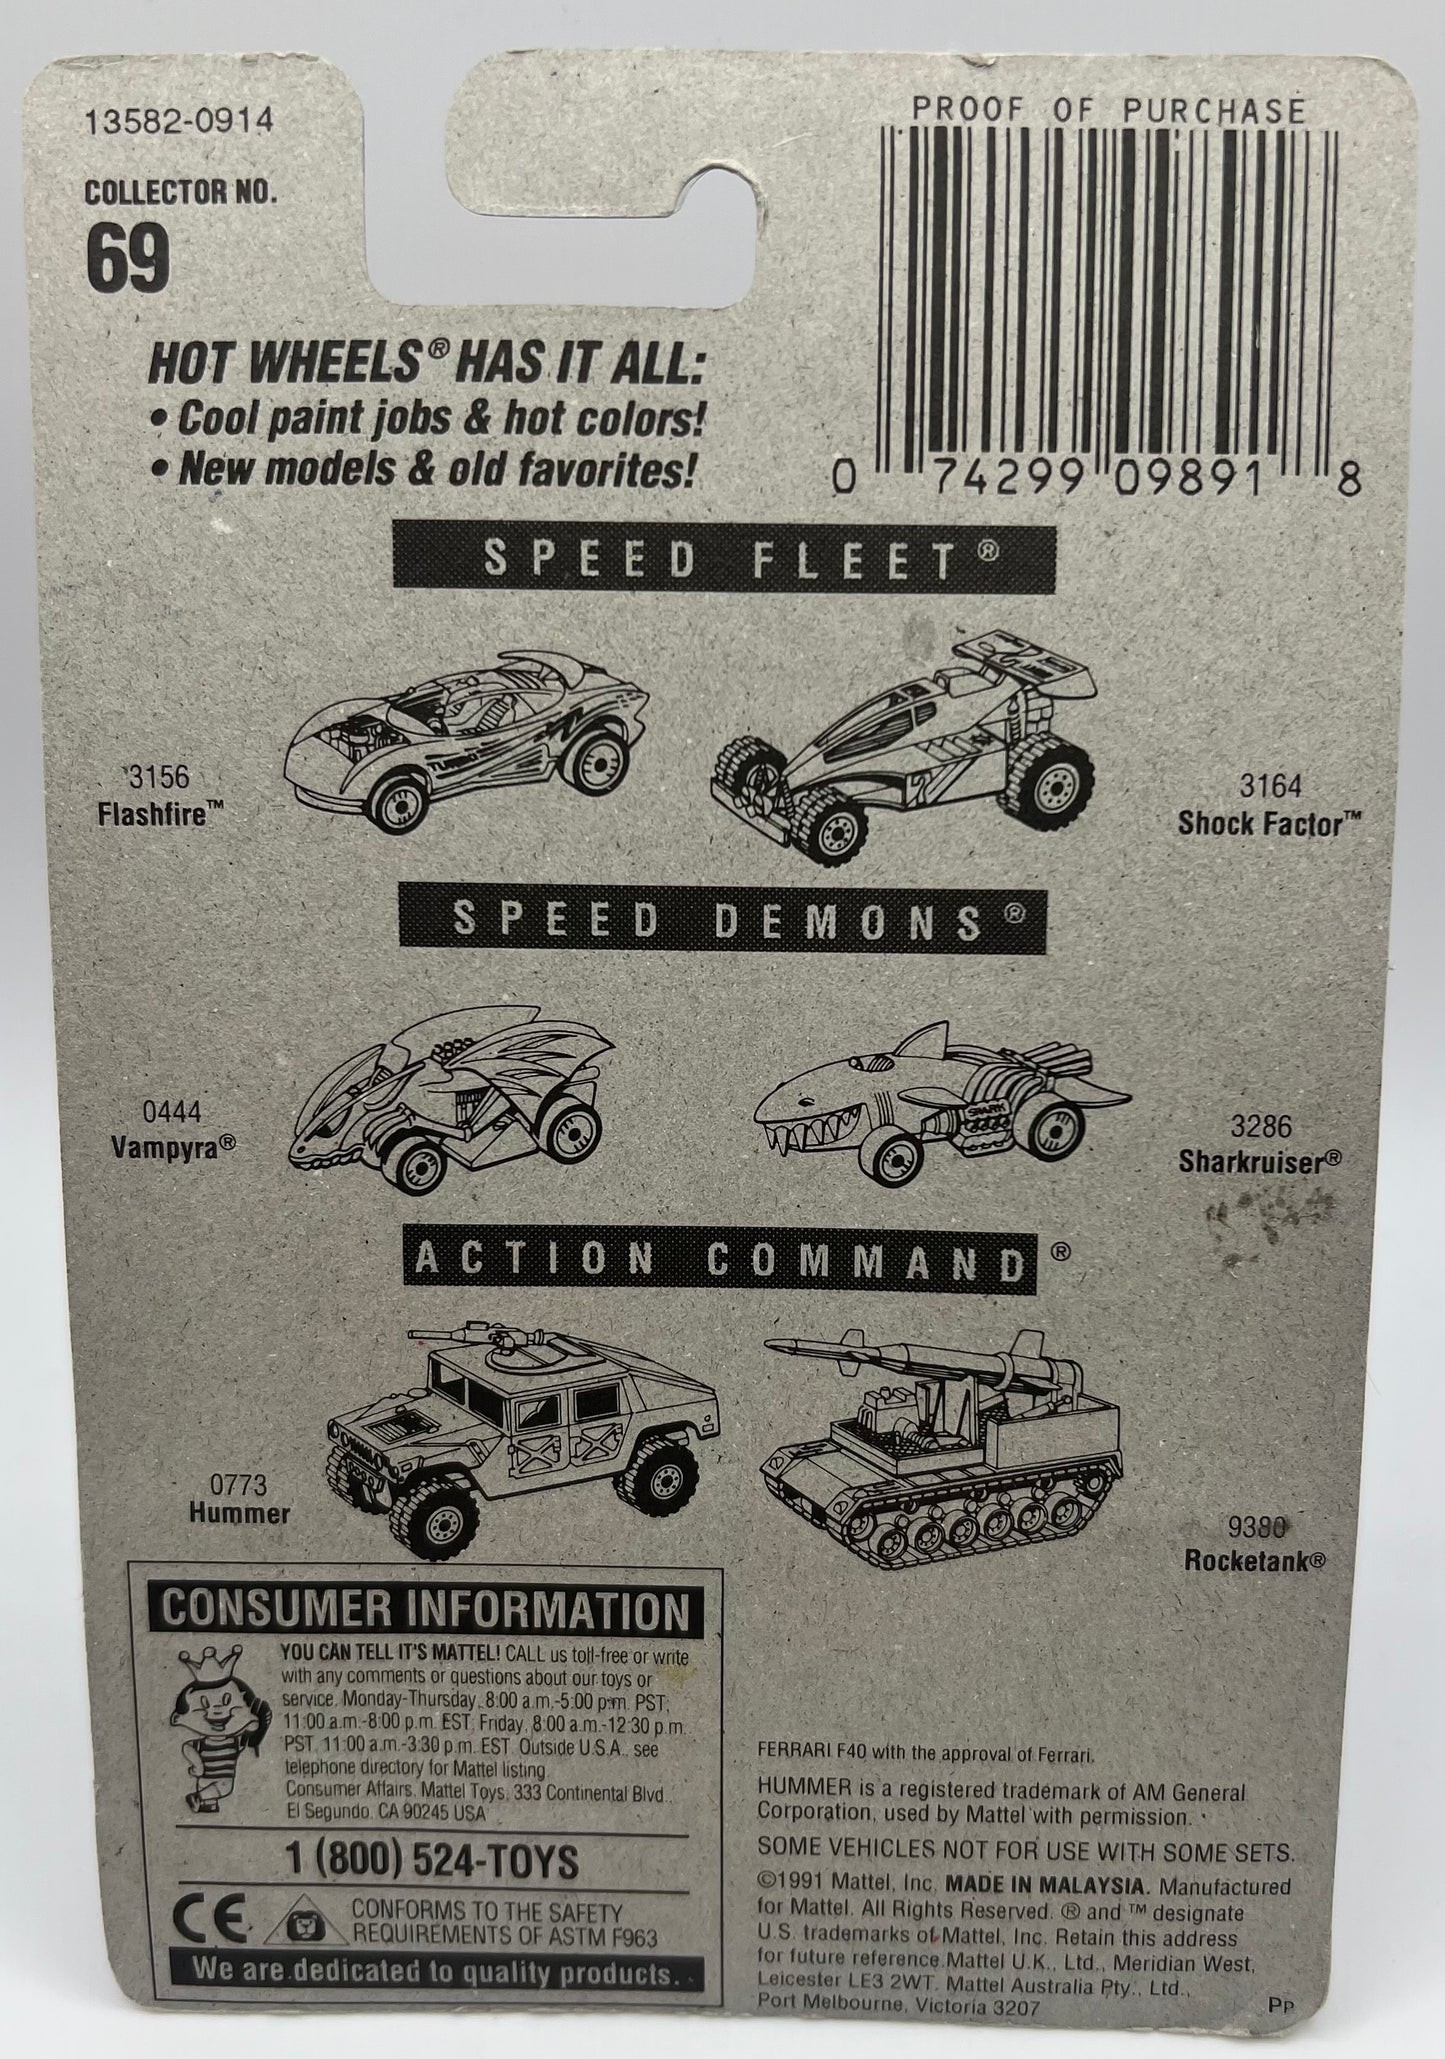 13582-0914
COLLECTOR NO.
69
PROOF OF PURCHASE
0 74299 09891 8
HOT WHEELS® HAS IT ALL:
• Cool paint jobs & hot colors!
• New models & old favorites!
SPEED FLEET®
3156
Flashfire™
TURBO
3164
Shock Factor™
SPEED DEMONS®
0444
Vampyra®
SHARK
3286
Sharkruiser®
ACTION COMMAND®
0773
Hummer
9380
Rocketank®
CONSUMER INFORMATION
YOU CAN TELL IT'S MATTEL! CALL us toll-free or write
with any comments or questions about our toys or
service. Monday-Thursday, 8:00 a.m.-5:00 p.m. PST;
11:00 a.m.-8:00 p.m. EST; Friday, 8:00 a.m.-12:30 p.m.
PST, 11:00 a.m.-3:30 p.m. EST. Outside U.S.A., see
telephone directory for Mattel listing.
Consumer Affairs, Mattel Toys, 333 Continental Blvd.,
El Segundo, CA 90245 USA
1 (800) 524-TOYS
CE
CONFORMS TO THE SAFETY
REQUIREMENTS OF ASTM F963
We are dedicated to quality products.
FERRARI F40 with the approval of Ferrari.
HUMMER is a registered trademark of AM General
Corporation, used by Mattel with permission.
SOME VEHICLES NOT FOR USE WITH SOME SETS.
©1991 Mattel, Inc. MADE IN MALAYSIA. Manufactured
for Mattel. All Rights Reserved. ® and ™ designate
U.S. trademarks of Mattel, Inc. Retain this address
for future reference.Mattel U.K., Ltd., Meridian West,
Leicester LE3 2WT. Mattel Australia Pty., Ltd.,
Port Melbourne, Victoria 3207
PP